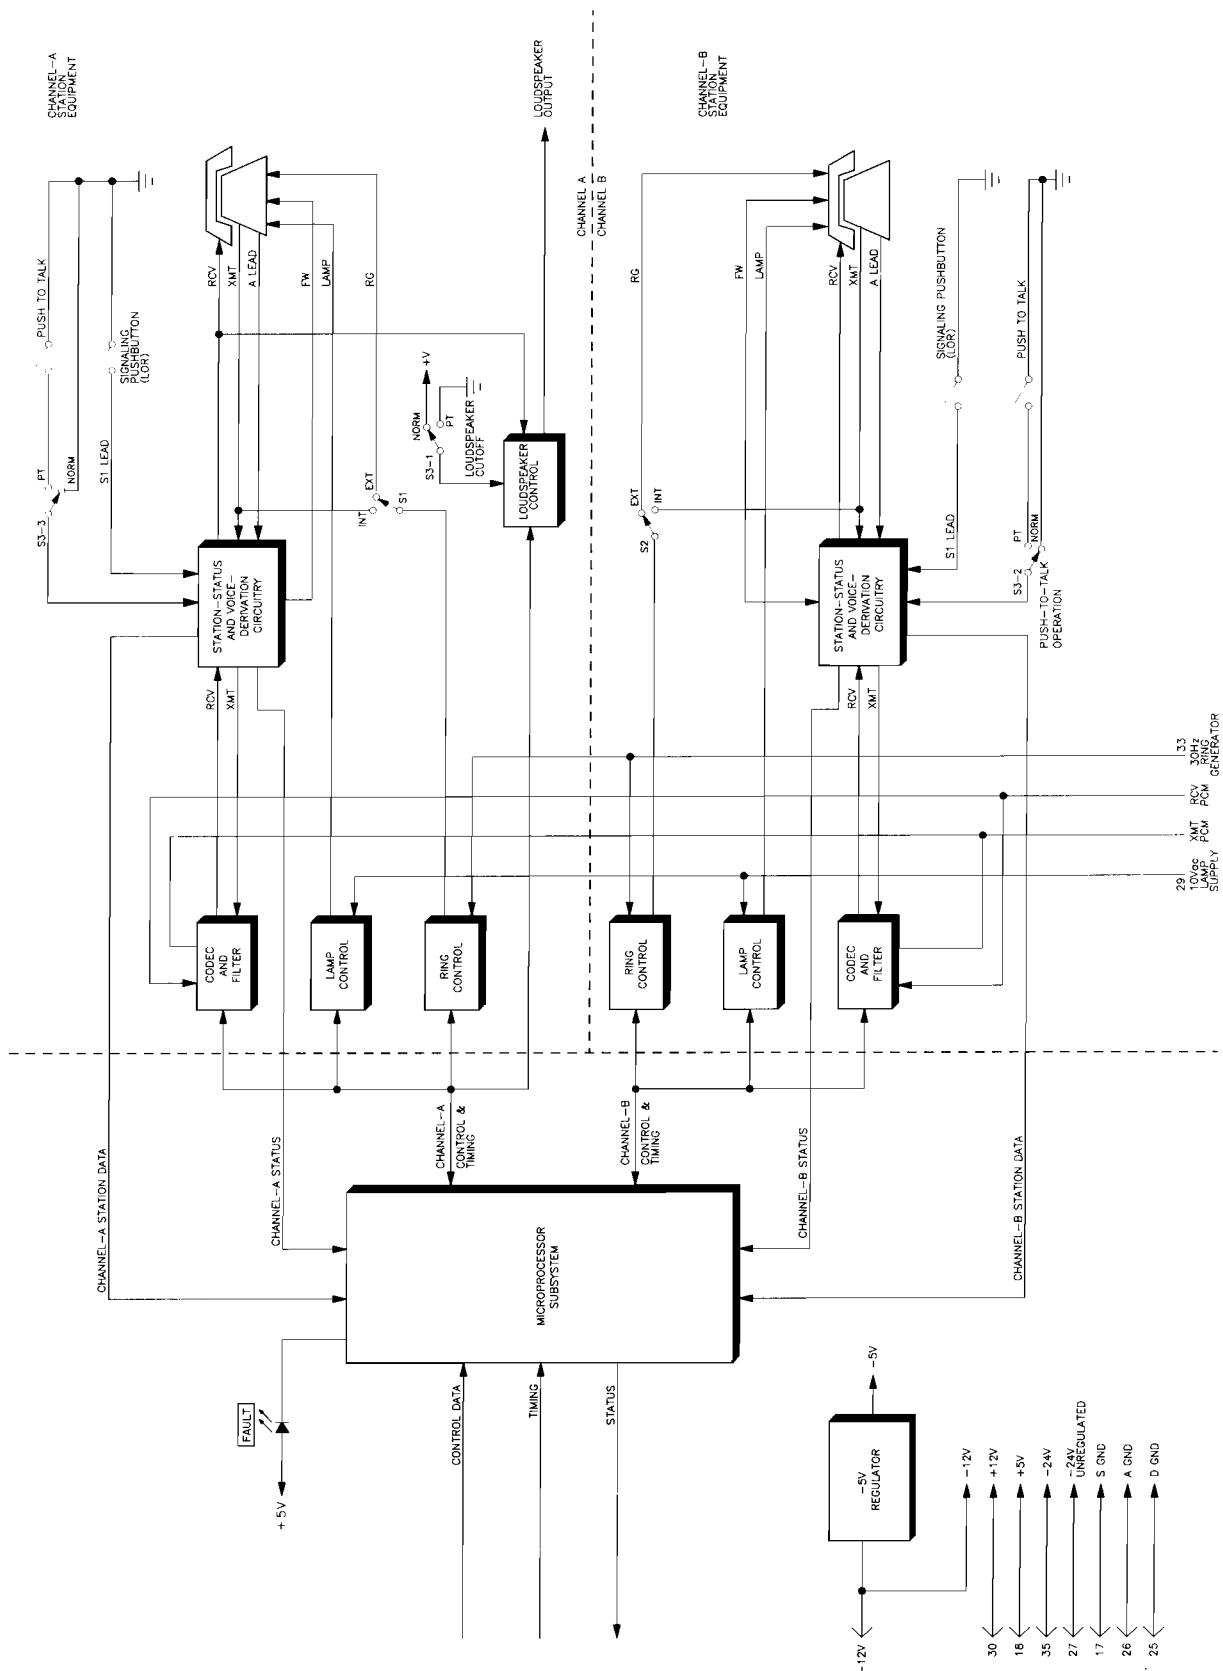 CHANNEL-A
STATION
EQUIPMENT
PUSH TO TALK
SIGNALING
PUSHBUTTON
(LOR)
S3-3
PT
NORM
S1 LEAD
RCV
XMT
A LEAD
FW
LAMP
RG
LOUDSPEAKER
OUTPUT
+V
NORM
PT
S3-1
LOUDSPEAKER
CUTOFF
LOUDSPEAKER
CONTROL
INT
EXT
S1
STATION-STATUS
AND VOICE-
DERIVATION
CIRCUITRY
RCV
XMT
CODEC
AND
FILTER
LAMP
CONTROL
RING
CONTROL
CHANNEL A
CHANNEL B
CHANNEL-B
STATION
EQUIPMENT
RG
FW
LAMP
RCV
XMT
A LEAD
SIGNALING PUSHBUTTON
(LOR)
PUSH TO TALK
EXT
INT
S2
S1 LEAD
PT
NORM
S3-2
PUSH-TO-TALK
OPERATION
STATION-STATUS
AND VOICE-
DERIVATION
CIRCUITRY
RCV
XMT
RING
CONTROL
LAMP
CONTROL
CODEC
AND
FILTER
33
30Hz
RING
GENERATOR
RCV
PCM
XMT
PCM
29
10Vac
LAMP
SUPPLY
CHANNEL-A STATION DATA
CHANNEL-A STATUS
CHANNEL-A
CONTROL &
TIMING
CHANNEL-B
CONTROL &
TIMING
CHANNEL-B STATUS
CHANNEL-B STATION DATA
MICROPROCESSOR
SUBSYSTEM
FAULT
+5V
CONTROL DATA
TIMING
STATUS
-5V
-5V
REGULATOR
-12V
-12V
30
+12V
18
+5V
35
-24V
27
-24V
UNREGULATED
17
S GND
26
A GND
25
D GND